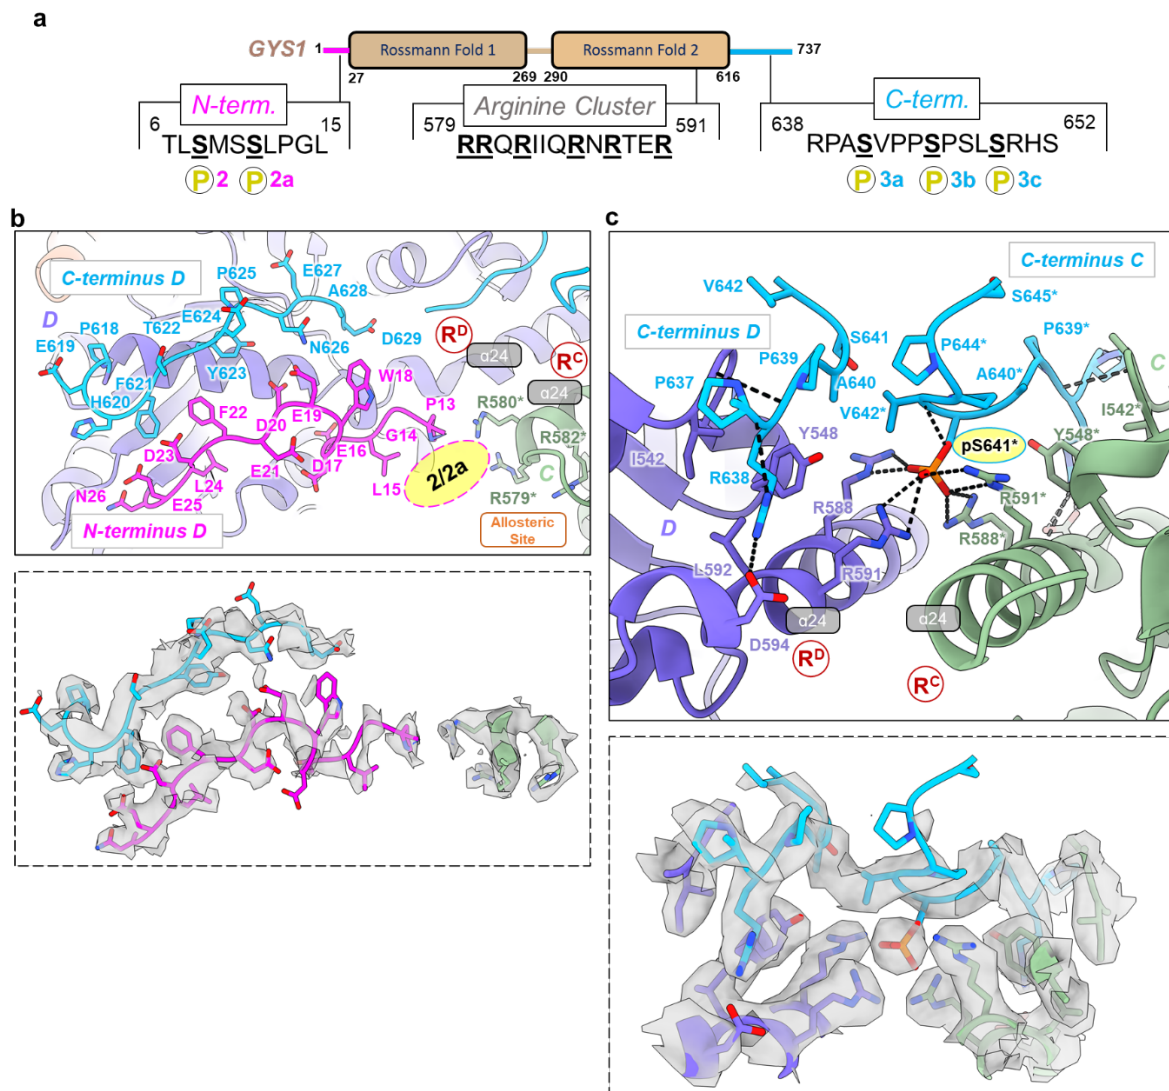 a
GYS1 1 Rossmann Fold 1 Rossmann Fold 2 737
27 269 290 616
N-term. Arginine Cluster C-term.
6 15 579 591 638 652
TLSMSSLPGL RRQRIIQRNRTER RPASVPPSPSLSRHS
P 2 P 2a P 3a P 3b P 3c
b
C-terminus D
P625
E627
A628
D
P618
T622
E624
E619
N626
D629
R^D
α24
R^C
α24
F621
Y623
H620
W18
P13
F22
E19
D20
R580*
G14
D23
E16
R582*
E21
D17
C
L24
L15
2/2a
N26
E25
R579*
N-terminus D
Allosteric
Site
c
C-terminus C
V642
S645*
C-terminus D
S641
P639
P644*
P639*
C
P637
A640
A640*
V642*
I542*
Y548
pS641*
Y548*
I542
R638
R588
R591*
D
R588*
L592
R591
α24
α24
D594
R^D
R^C